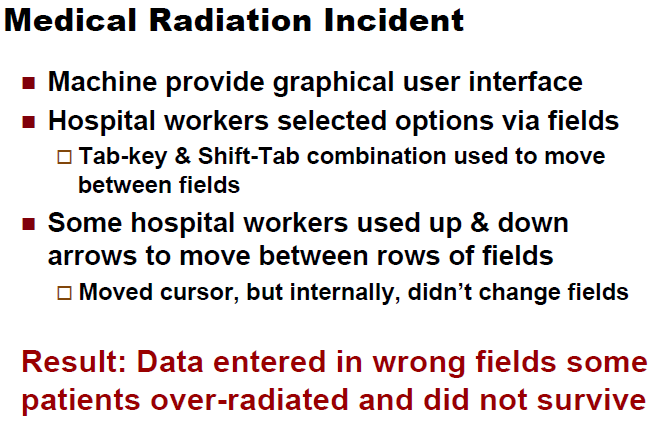 Medical Radiation Incident
Machine provide graphical user interface
Hospital workers selected options via fields
Tab-key & Shift-Tab combination used to move
between fields
Some hospital workers used up & down
arrows to move between rows of fields
Moved cursor, but internally, didn't change fields
Result: Data entered in wrong fields some
patients over-radiated and did not survive